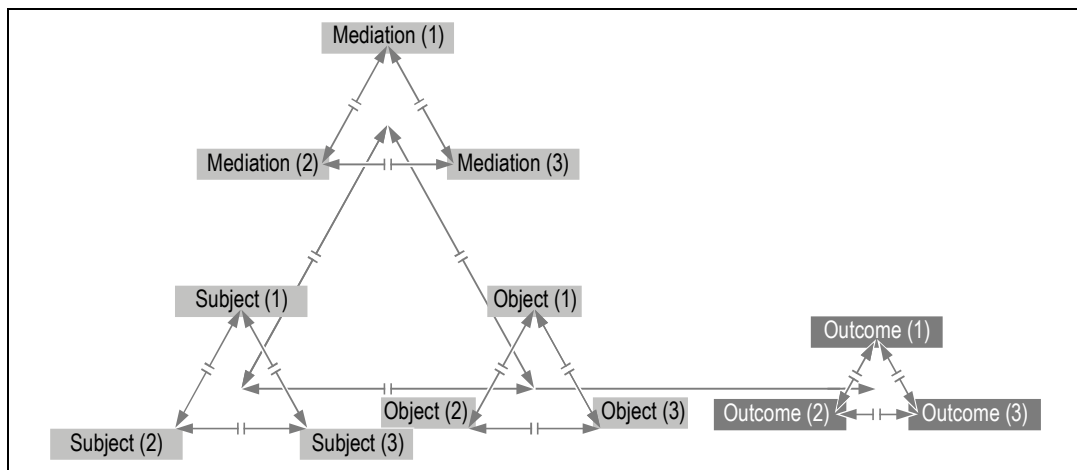 Mediation (1)
Mediation (2)
Mediation (3)
Subject (1)
Object (1)
Outcome (1)
Object (2)
Object (3)
Outcome (2)
Outcome (3)
Subject (2)
Subject (3)